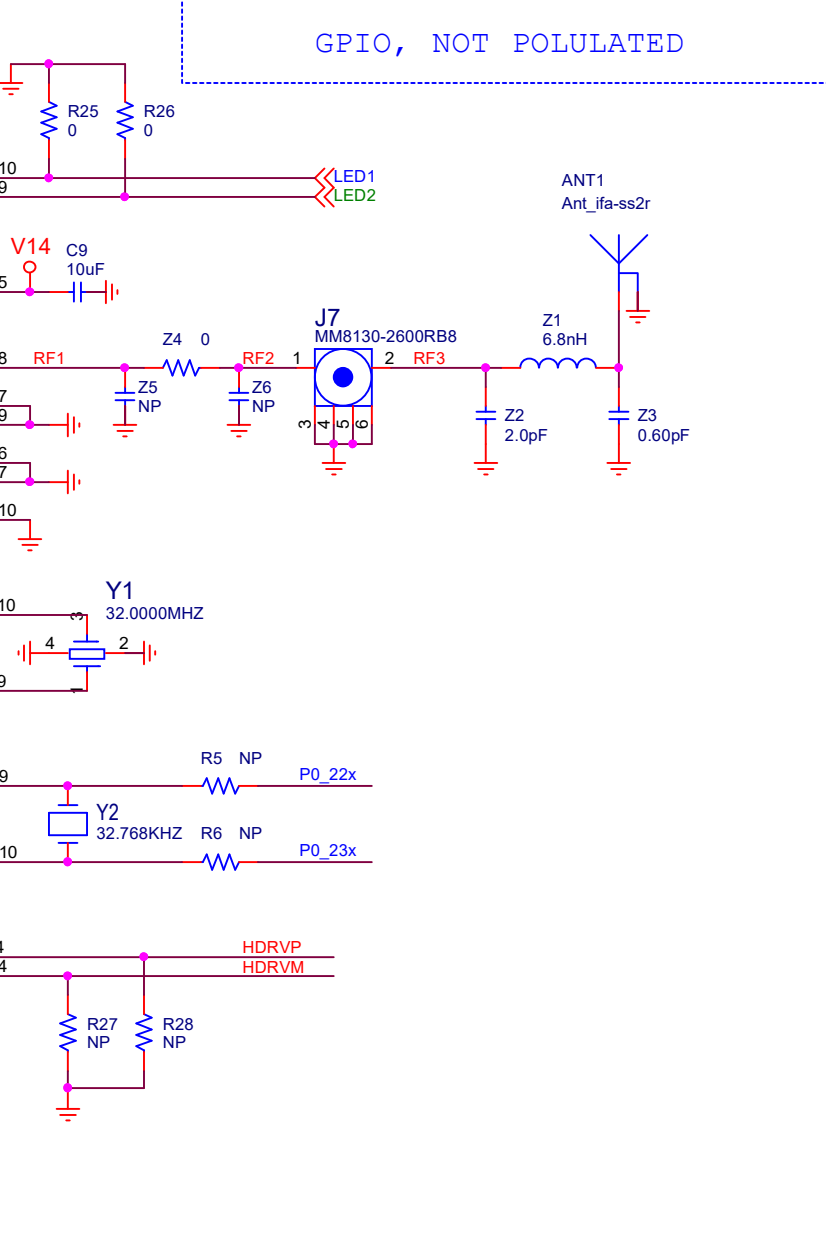 GPIO, NOT POLULATED
R25
0
R26
0
10
9
LED1
LED2
ANT1
Ant_ifa-ss2r
V14
C9
10uF
5
J7
MM8130-2600RB8
Z1
6.8nH
8
RF1
Z4 0
RF2
1
2
RF3
Z5
NP
Z6
NP
3
4
5
6
Z2
2.0pF
Z3
0.60pF
7
9
6
7
10
Y1
32.0000MHZ
10
3
4
2
9
1
R5 NP
9
P0_22x
Y2
32.768KHZ
R6 NP
10
P0_23x
4
HDRVP
4
HDRVM
R27
NP
R28
NP